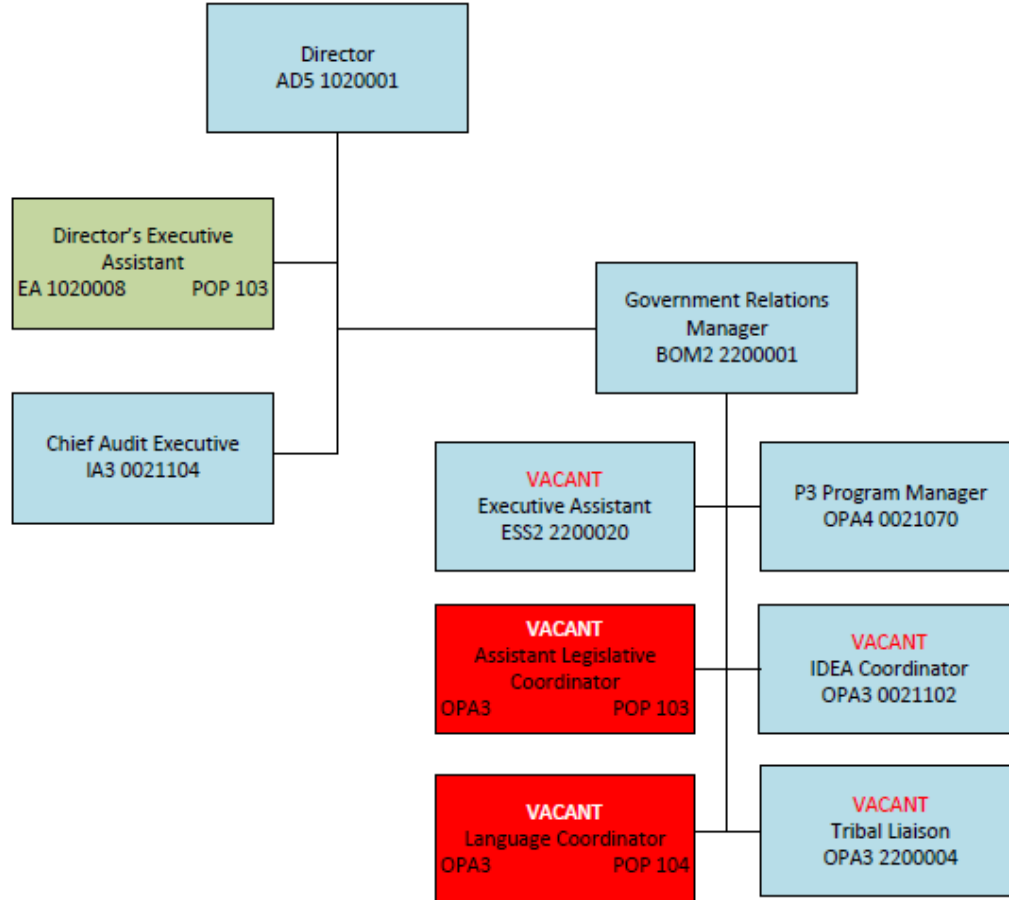 Director
AD5 1020001
Director’s Executive
Assistant
EA 1020008 POP 103
Government Relations
Manager
BOM2 2200001
Chief Audit Executive
IA3 0021104
VACANT
Executive Assistant
ESS2 2200020
P3 Program Manager
OPA4 0021070
VACANT
Assistant Legislative
Coordinator
OPA3 POP 103
VACANT
IDEA Coordinator
OPA3 0021102
VACANT
Language Coordinator
OPA3 POP 104
VACANT
Tribal Liaison
OPA3 2200004